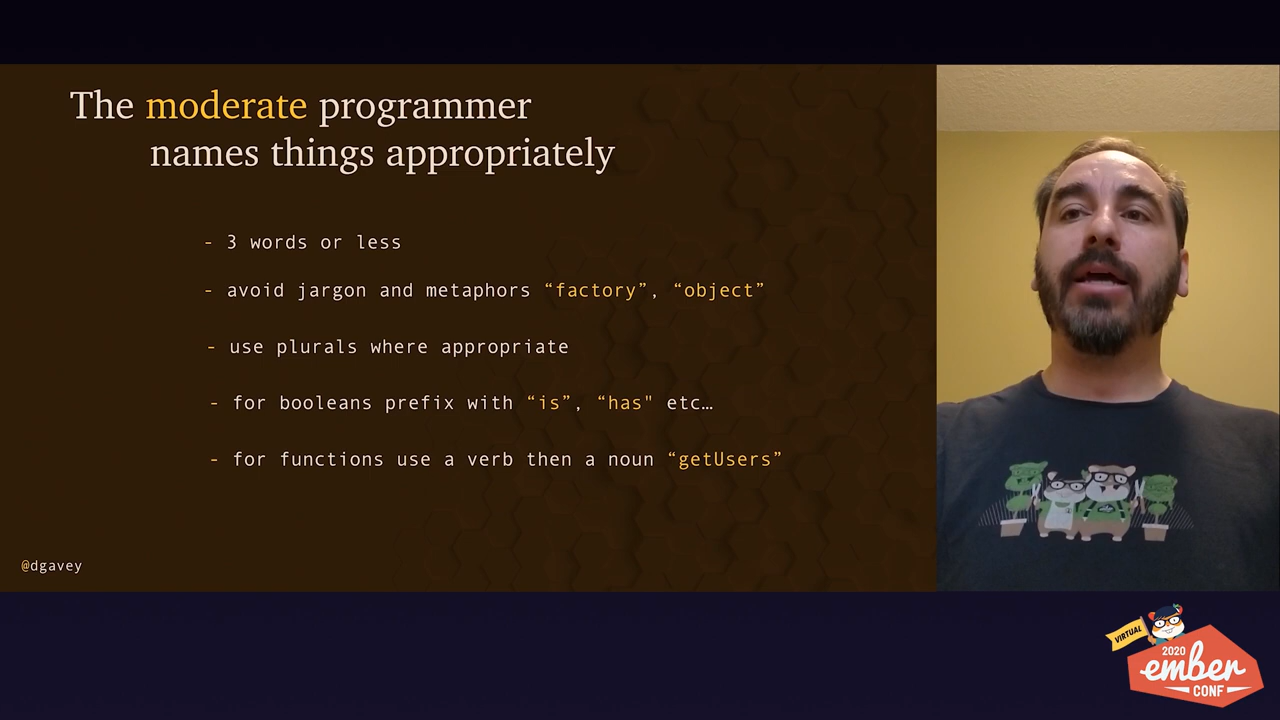 The moderate programmer
names things appropriately
- 3 words or less
- avoid jargon and metaphors “factory”, “object”
- use plurals where appropriate
- for booleans prefix with “is”, “has" etc…
- for functions use a verb then a noun “getUsers”
@dgavey
VIRTUAL
2020
ember
CONF